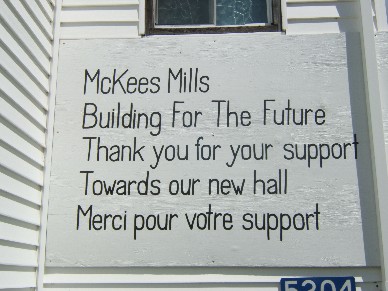 McKees Mills
Building For The Future
Thank you for your support
Towards our new hall
Merci pour votre support
5204